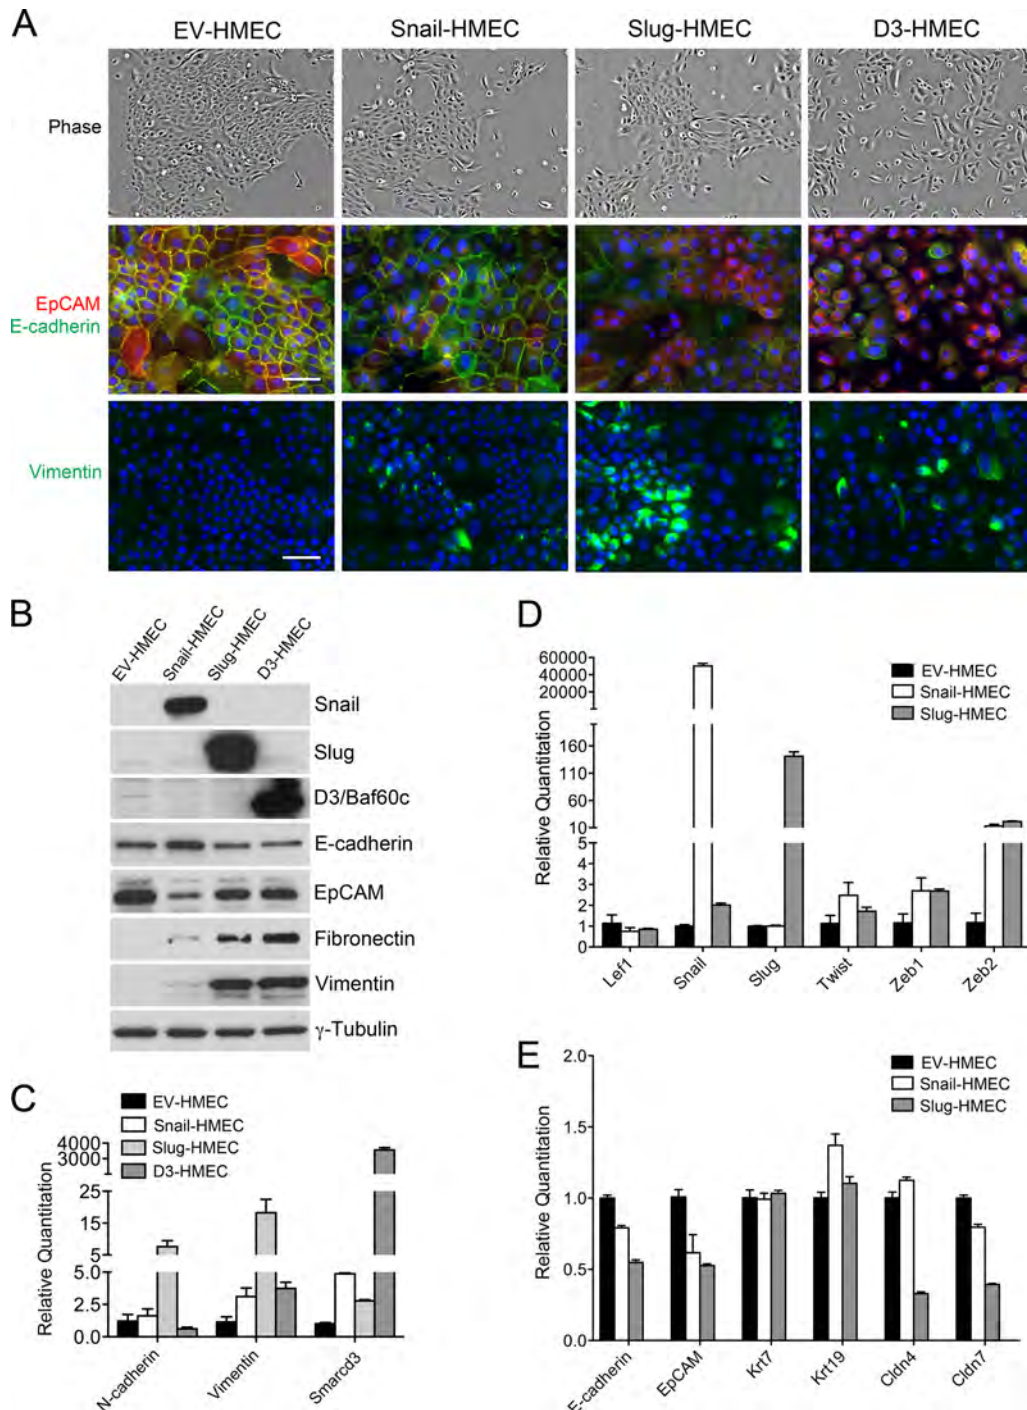 A
EV-HMEC
Snail-HMEC
Slug-HMEC
D3-HMEC
Phase
EpCAM
E-cadherin
Vimentin
B
EV-HMEC
Snail-HMEC
Slug-HMEC
D3-HMEC
Snail
Slug
D3/Baf60c
E-cadherin
EpCAM
Fibronectin
Vimentin
γ-Tubulin
C
EV-HMEC
Snail-HMEC
Slug-HMEC
D3-HMEC
Relative Quantitation
4000
3000
25
15
5
5.0
2.5
0.0
N-cadherin
Vimentin
Smarcd3
D
EV-HMEC
Snail-HMEC
Slug-HMEC
Relative Quantitation
60000
40000
20000
160
110
60
10
5
4
3
2
1
0
Lef1
Snail
Slug
Twist
Zeb1
Zeb2
E
EV-HMEC
Snail-HMEC
Slug-HMEC
Relative Quantitation
2.0
1.5
1.0
0.5
0.0
E-cadherin
EpCAM
Krt7
Krt19
Cldn4
Cldn7